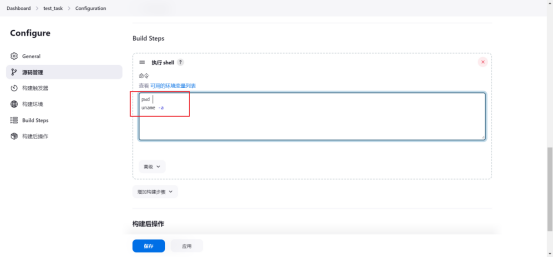 Dashboard > test_task > Configuration
Configure
General
源码管理
构建触发器
构建环境
Build Steps
构建后操作
Build Steps
执行 shell ?
命令
查看 可用的环境变量列表
pwd
uname -a
高级
增加构建步骤
构建后操作
保存
应用